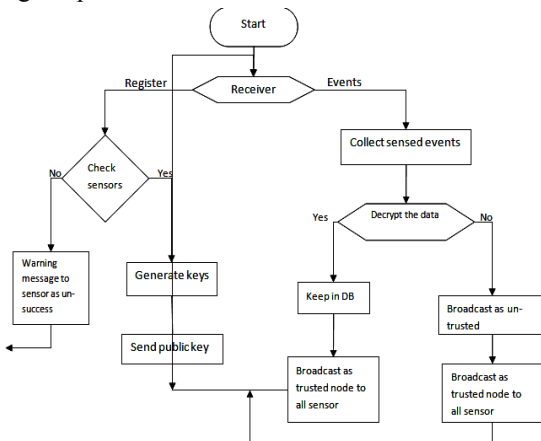 Start
Register
Receiver
Events
Check
sensors
No
Yes
Collect sensed events
Yes
Decrypt the data
No
Warning
message to
sensor as un-
success
Generate keys
Send public key
Keep in DB
Broadcast as
trusted node to
all sensor
Broadcast as un-
trusted
Broadcast as
trusted node to
all sensor